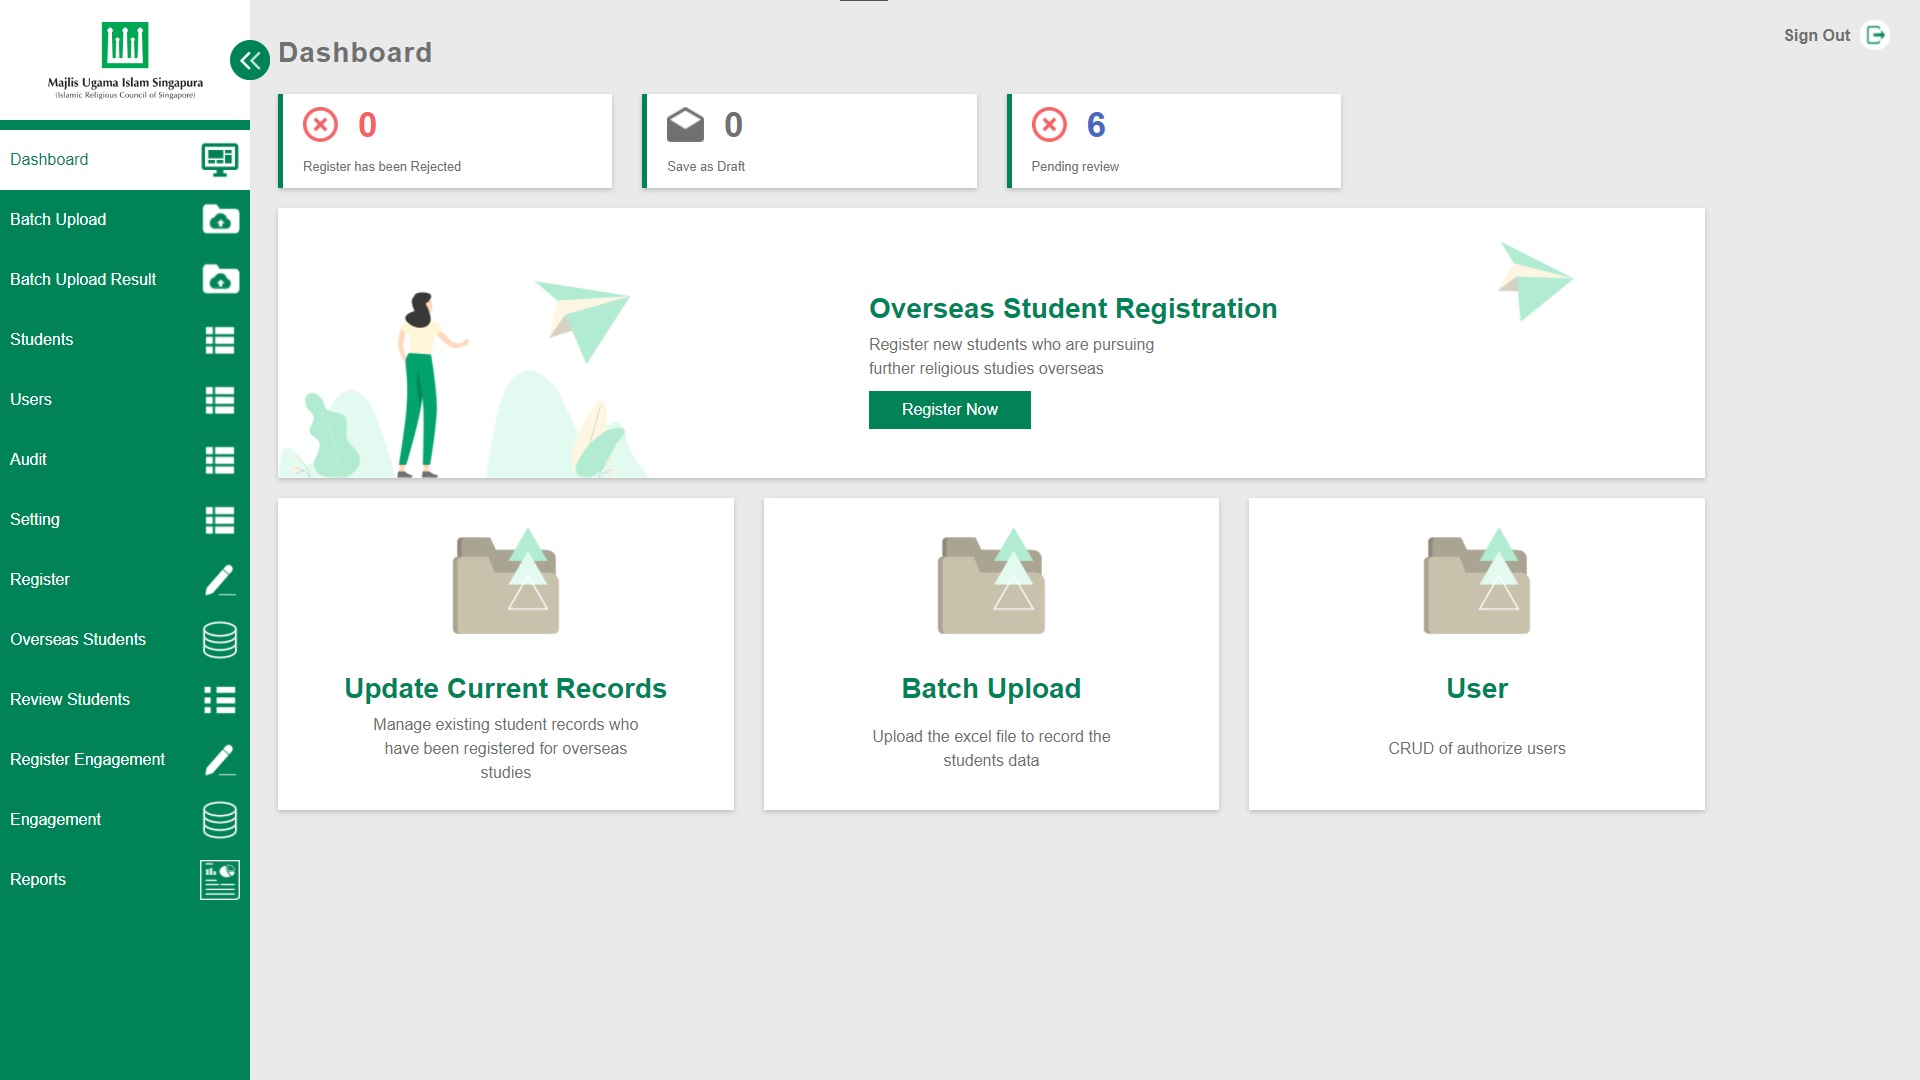 Majlis Ugama Islam Singapura
(Islamic Religious Council of Singapore)
Dashboard
Batch Upload
Batch Upload Result
Students
Users
Audit
Setting
Register
Overseas Students
Review Students
Register Engagement
Engagement
Reports
Dashboard
Sign Out
0
Register has been Rejected
0
Save as Draft
6
Pending review
Overseas Student Registration
Register new students who are pursuing
further religious studies overseas
Register Now
Update Current Records
Manage existing student records who
have been registered for overseas
studies
Batch Upload
Upload the excel file to record the
students data
User
CRUD of authorize users